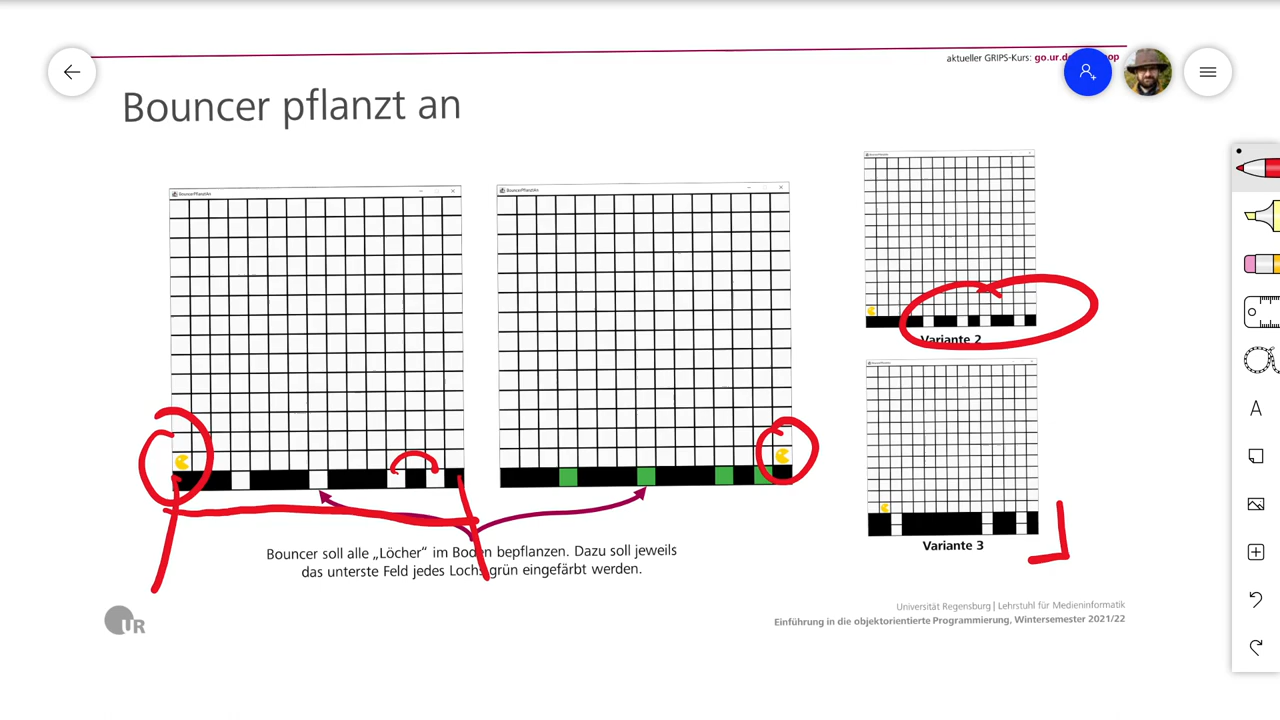 aktueller GRIPS-Kurs: go.ur.de
op
Bouncer pflanzt an
BouncerPflanztAn
BouncerPflanztAn
Variante 2
Variante 3
Bouncer soll alle „Löcher“ im Boden bepflanzen. Dazu soll jeweils
das unterste Feld jedes Lochs grün eingefärbt werden.
UR
Universität Regensburg | Lehrstuhl für Medieninformatik
Einführung in die objektorientierte Programmierung, Wintersemester 2021/22
A